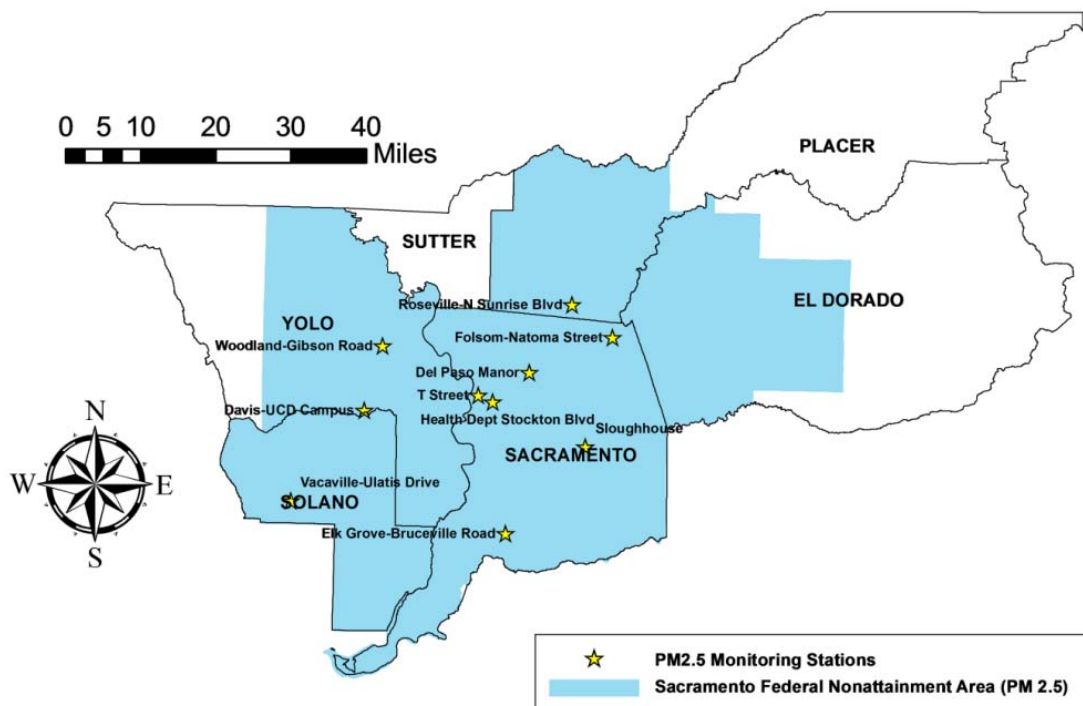 0 5 10 20 30 40
Miles
PLACER
SUTTER
EL DORADO
Roseville-N Sunrise Blvd
YOLO
Folsom-Natoma Street
Woodland-Gibson Road
Del Paso Manor
T Street
Davis-UCD Campus
Health-Dept Stockton Blvd
Sloughhouse
SACRAMENTO
N
W E
S
Vacaville-Ulatis Drive
SOLANO
Elk Grove-Bruceville Road
PM2.5 Monitoring Stations
Sacramento Federal Nonattainment Area (PM 2.5)